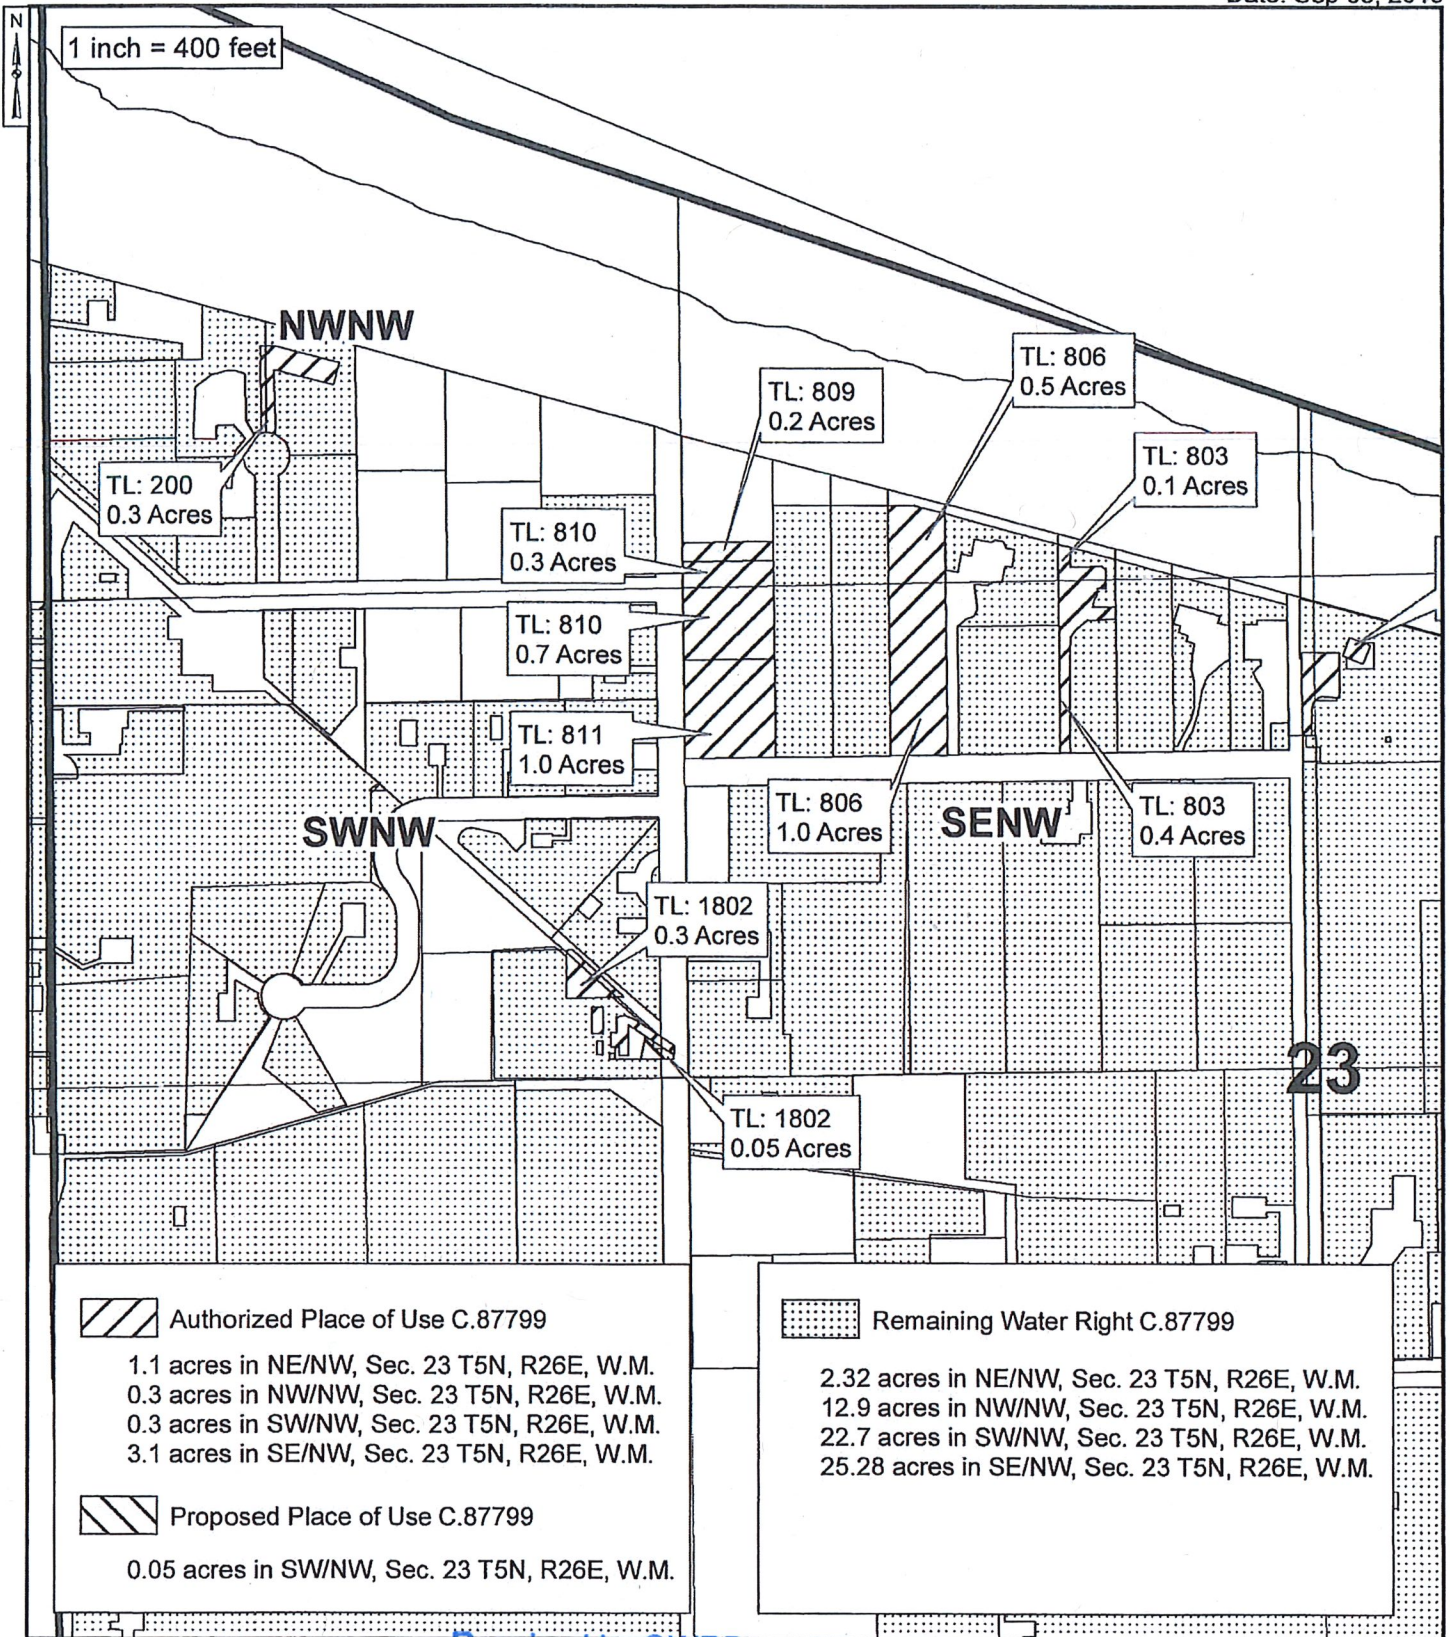 N
1 inch = 400 feet
NWNW
TL: 806
0.5 Acres
TL: 809
0.2 Acres
TL: 803
0.1 Acres
TL: 200
0.3 Acres
TL: 810
0.3 Acres
TL: 810
0.7 Acres
TL: 811
1.0 Acres
TL: 806
1.0 Acres
SENW
TL: 803
0.4 Acres
SWNW
TL: 1802
0.3 Acres
23
TL: 1802
0.05 Acres
Authorized Place of Use C.87799
1.1 acres in NE/NW, Sec. 23 T5N, R26E, W.M.
0.3 acres in NW/NW, Sec. 23 T5N, R26E, W.M.
0.3 acres in SW/NW, Sec. 23 T5N, R26E, W.M.
3.1 acres in SE/NW, Sec. 23 T5N, R26E, W.M.
Proposed Place of Use C.87799
0.05 acres in SW/NW, Sec. 23 T5N, R26E, W.M.
Remaining Water Right C.87799
2.32 acres in NE/NW, Sec. 23 T5N, R26E, W.M.
12.9 acres in NW/NW, Sec. 23 T5N, R26E, W.M.
22.7 acres in SW/NW, Sec. 23 T5N, R26E, W.M.
25.28 acres in SE/NW, Sec. 23 T5N, R26E, W.M.